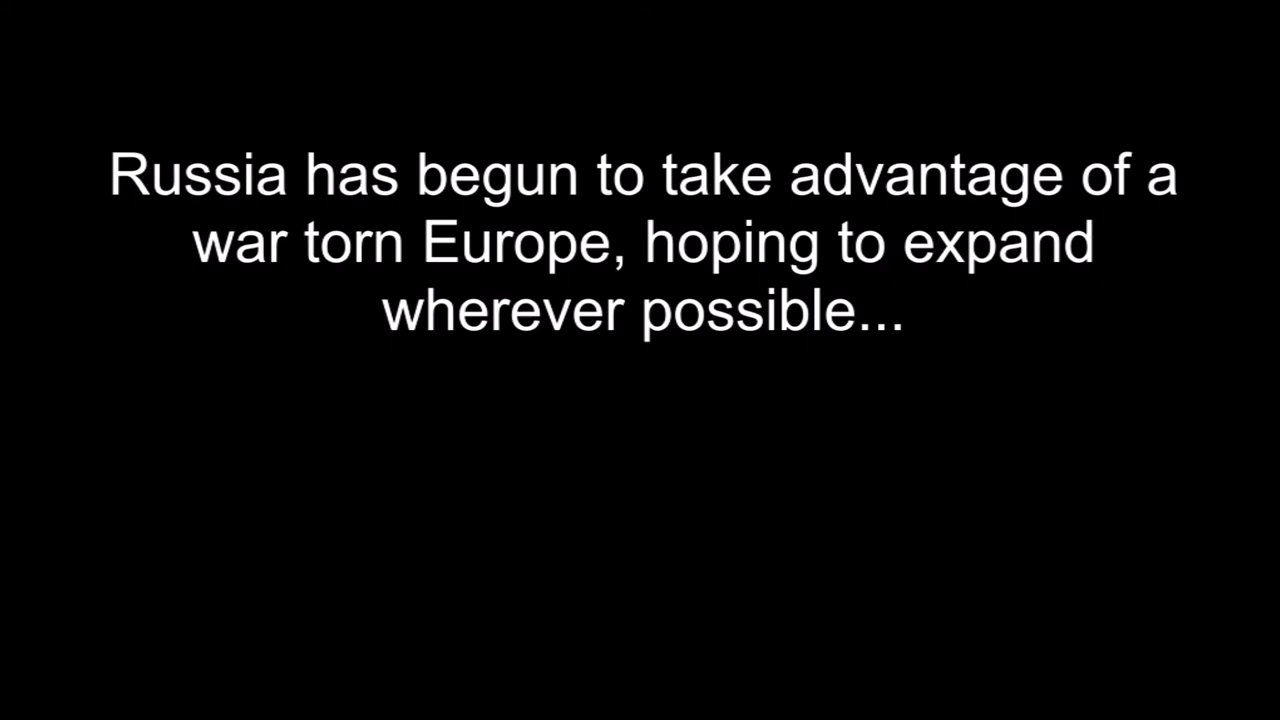 Russia has begun to take advantage of a
war torn Europe, hoping to expand
wherever possible...